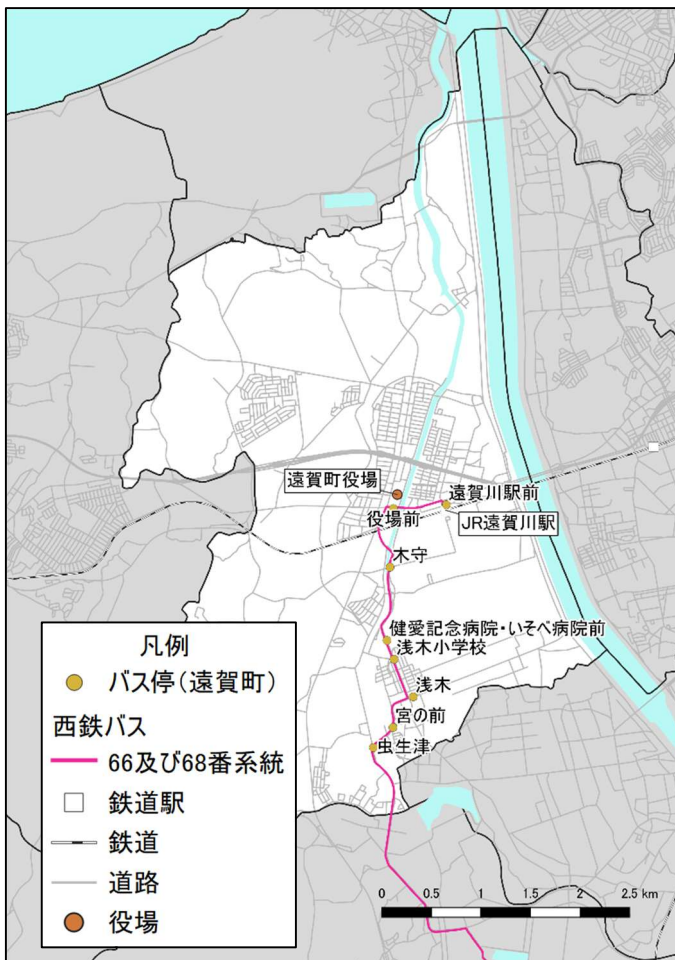 遠賀町役場
遠賀川駅前
役場前
JR遠賀川駅
木守
健愛記念病院・いそべ病院前
浅木小学校
浅木
宮の前
虫生津
凡例
バス停(遠賀町)
西鉄バス
66及び68番系統
鉄道駅
鉄道
道路
役場
0 0.5 1 1.5 2 2.5 km